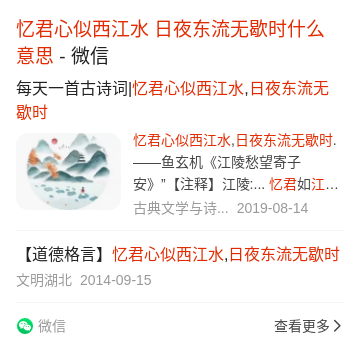 忆君心似西江水 日夜东流无歇时什么
意思 - 微信
每天一首古诗词|忆君心似西江水,日夜东流无
歇时
忆君心似西江水,日夜东流无歇时.
——鱼玄机《江陵愁望寄子
安》”【注释】江陵:... 忆君如江...
古典文学与诗... 2019-08-14
【道德格言】忆君心似西江水,日夜东流无歇时
文明湖北 2014-09-15
微信
查看更多